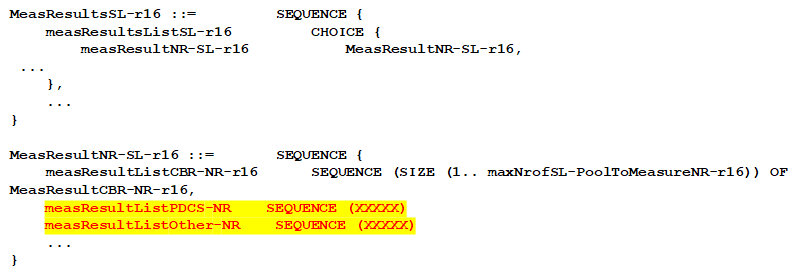 MeasResultsSL-r16 ::= SEQUENCE {
measResultsListSL-r16 CHOICE {
measResultNR-SL-r16 MeasResultNR-SL-r16,
...
},
...
}
MeasResultNR-SL-r16 ::= SEQUENCE {
measResultListCBR-NR-r16 SEQUENCE (SIZE (1.. maxNrofSL-PoolToMeasureNR-r16)) OF
MeasResultCBR-NR-r16,
measResultListPDCS-NR SEQUENCE (XXXXX)
measResultListOther-NR SEQUENCE (XXXXX)
...
}